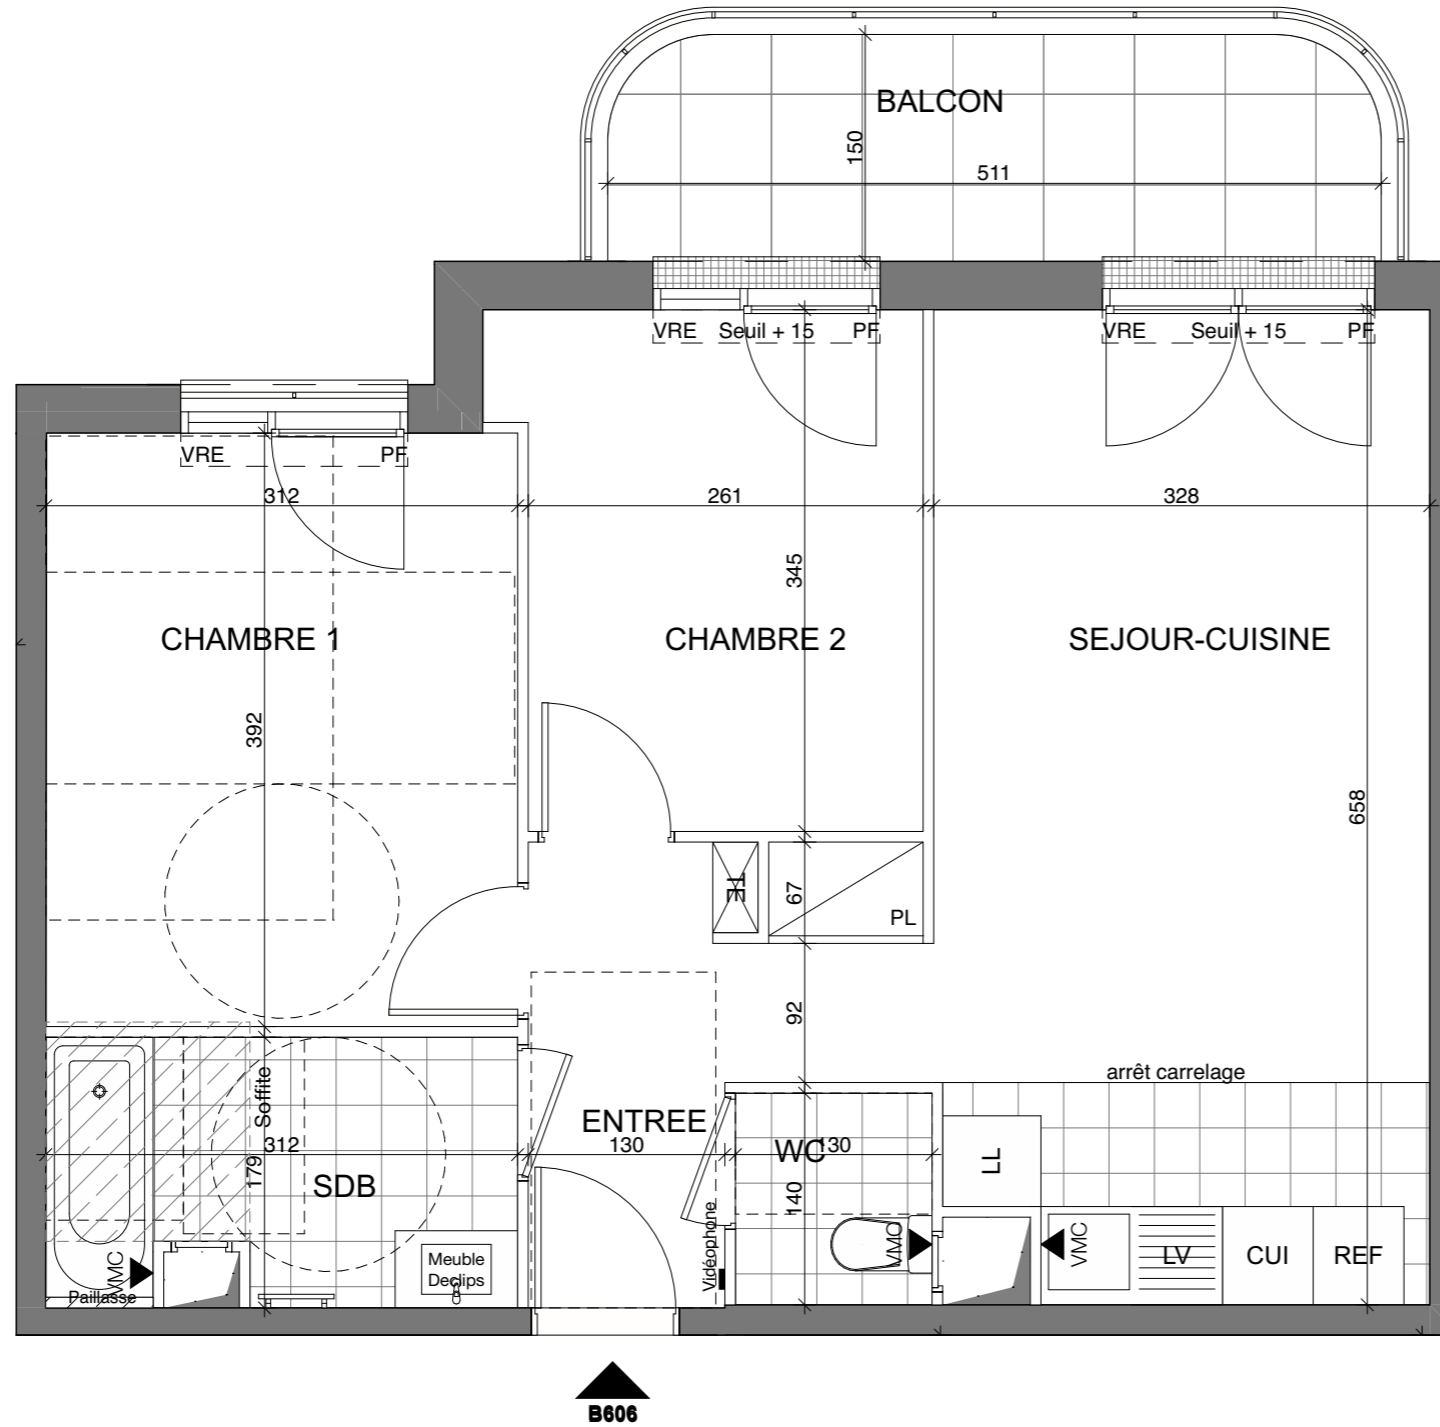 BALCON
150
511
VRE Seuil + 15 PF
VRE Seuil + 15 PF
VRE PF
312
261
328
345
CHAMBRE 1
CHAMBRE 2
SEJOUR-CUISINE
392
658
TE
67
PL
92
arrêt carrelage
Soffite
ENTREE
312
130
WC
130
LL
179
SDB
140
Vidéophone
VMC
VMC
VMC
Meuble
Declips
LV
CUI
REF
Paillasse
B606